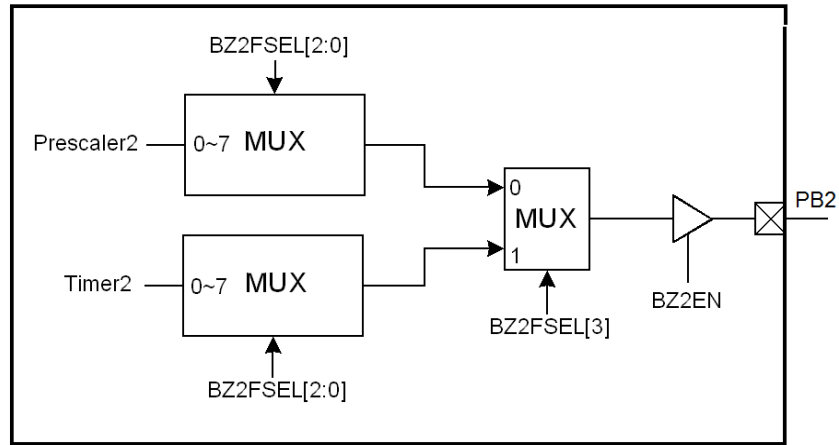 BZ2FSEL[2:0]
Prescaler2
0~7 MUX
0
MUX
1
PB2
Timer2
0~7 MUX
BZ2EN
BZ2FSEL[3]
BZ2FSEL[2:0]